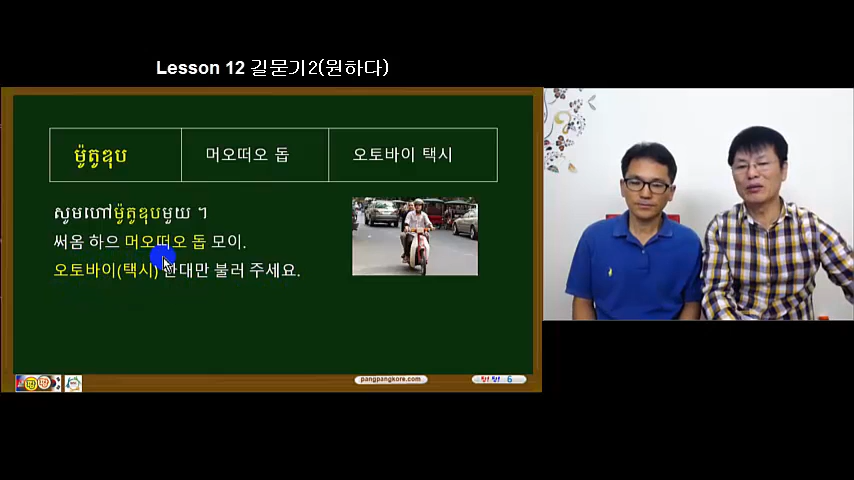 Lesson 12 길묻기2(원하다)
ម៉ូតូឌុប 머오떠오 돕 오토바이 택시
សូមហៅម៉ូតូឌុបមួយ ។
써옴 하으 머오떠오 돕 모이.
오토바이(택시) 한대만 불러 주세요.
pangpangkore.com
6